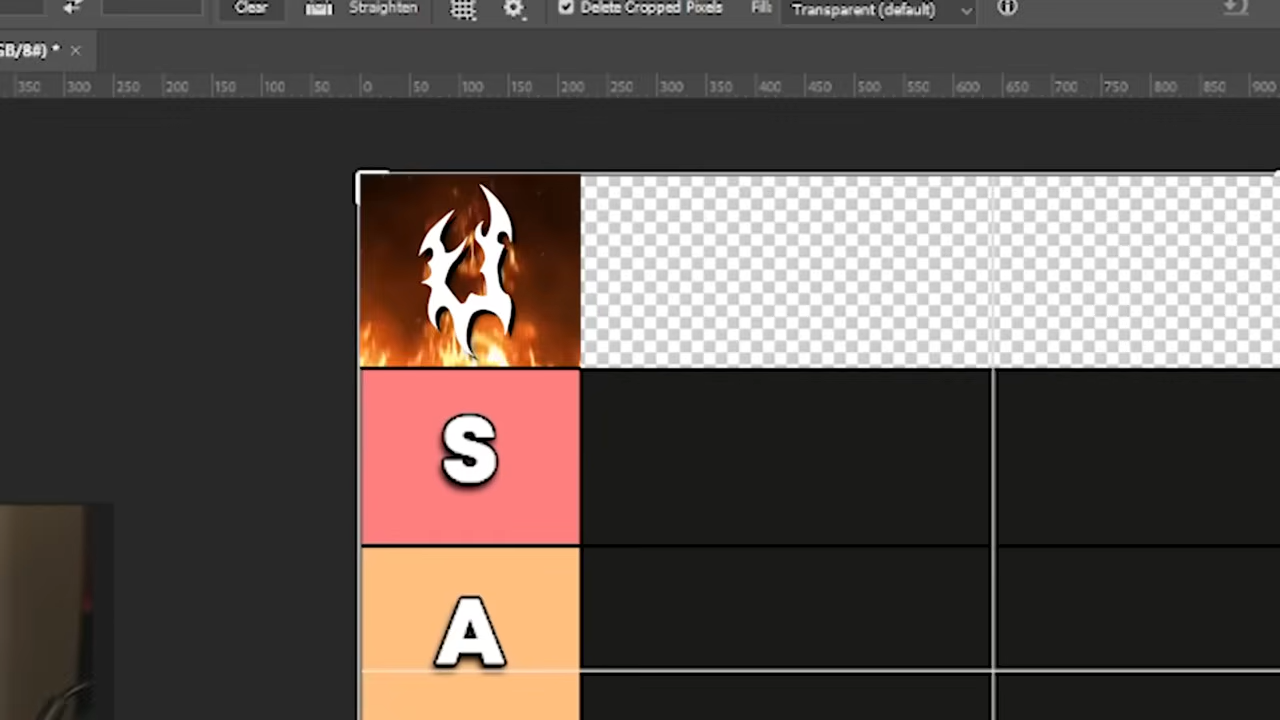 Clear Straighten Delete Cropped Pixels Fill: Transparent (default)
GB/8#) * ×
350 300 250 200 150 100 50 0 50 100 150 200 250 300 350 400 450 500 550 600 650 700 750 800 850 900
S
A